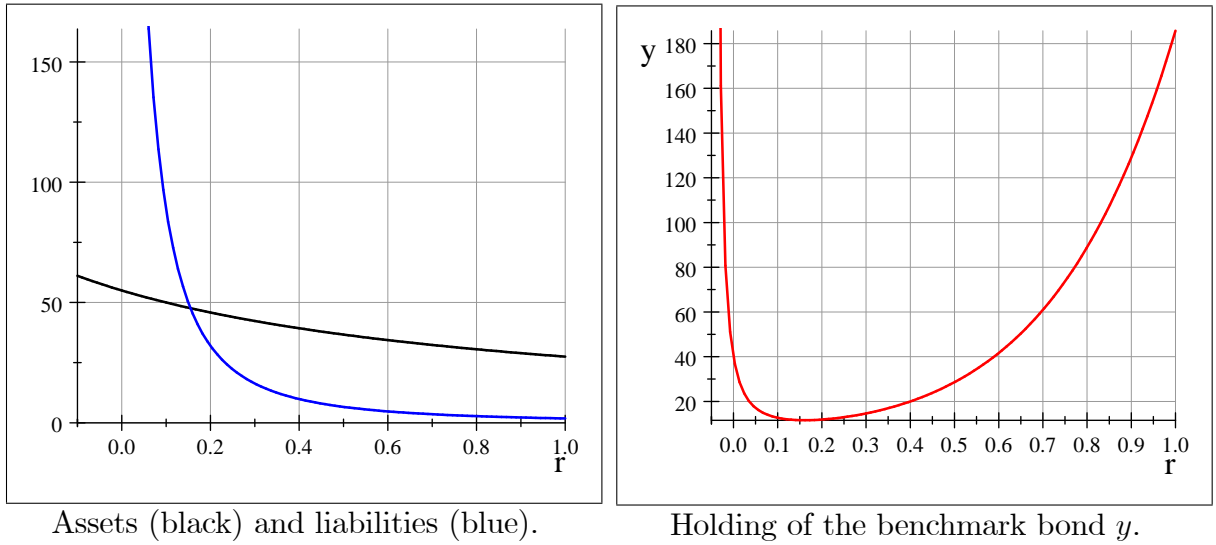 150
100
50
0
0.0 0.2 0.4 0.6 0.8 1.0
r
Assets (black) and liabilities (blue).
y
180
160
140
120
100
80
60
40
20
0.0 0.1 0.2 0.3 0.4 0.5 0.6 0.7 0.8 0.9 1.0
r
Holding of the benchmark bond y.